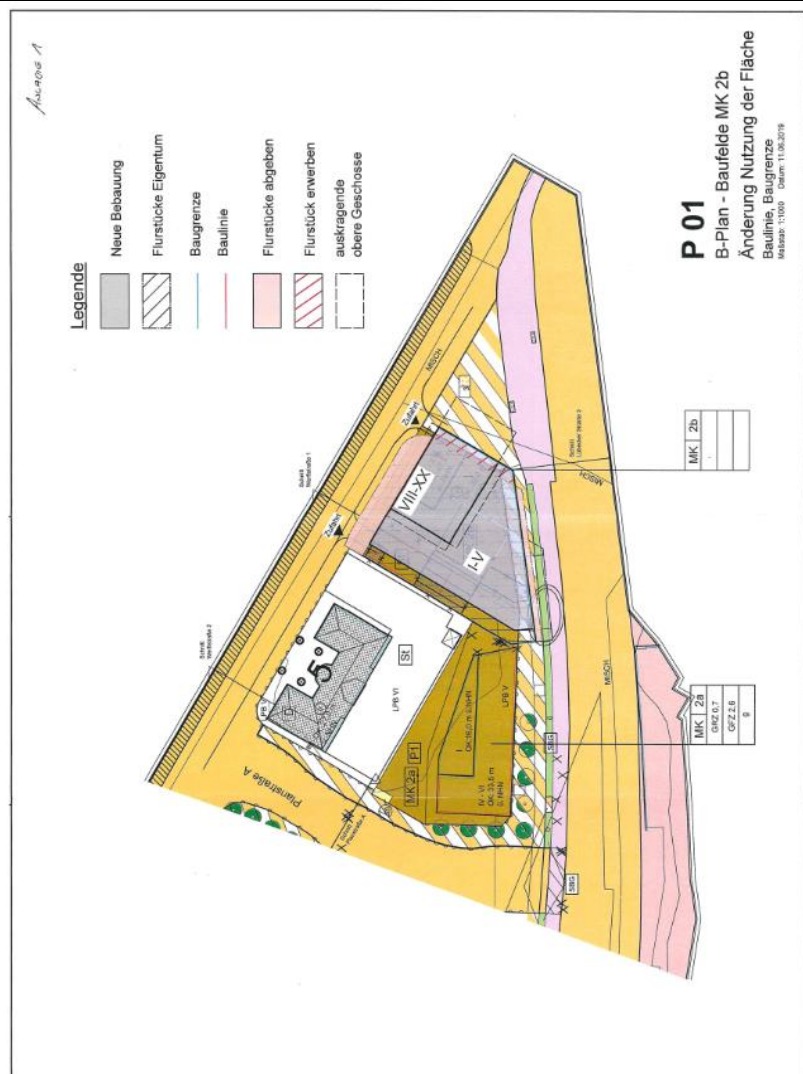 ANLAGE 1
Legende
Neue Bebauung
Flurstücke Eigentum
Baugrenze
Baulinie
Flurstücke abgeben
Flurstück erwerben
auskragende
obere Geschosse
P 01
B-Plan - Baufelde MK 2b
Änderung Nutzung der Fläche
Baulinie, Baugrenze
Maßstab: 1:1000 Datum: 11.06.2019
MISCH
Zufahrt
Zufahrt
VIII-XX
I-V
St
LPB VI
D
Planstraße A
MK 2a P1
I
LPB V
IV - VI
SBG
SBG
MISCH
MISCH
MK 2b
MK 2a
GRZ 0,7
GFZ 2,6
g